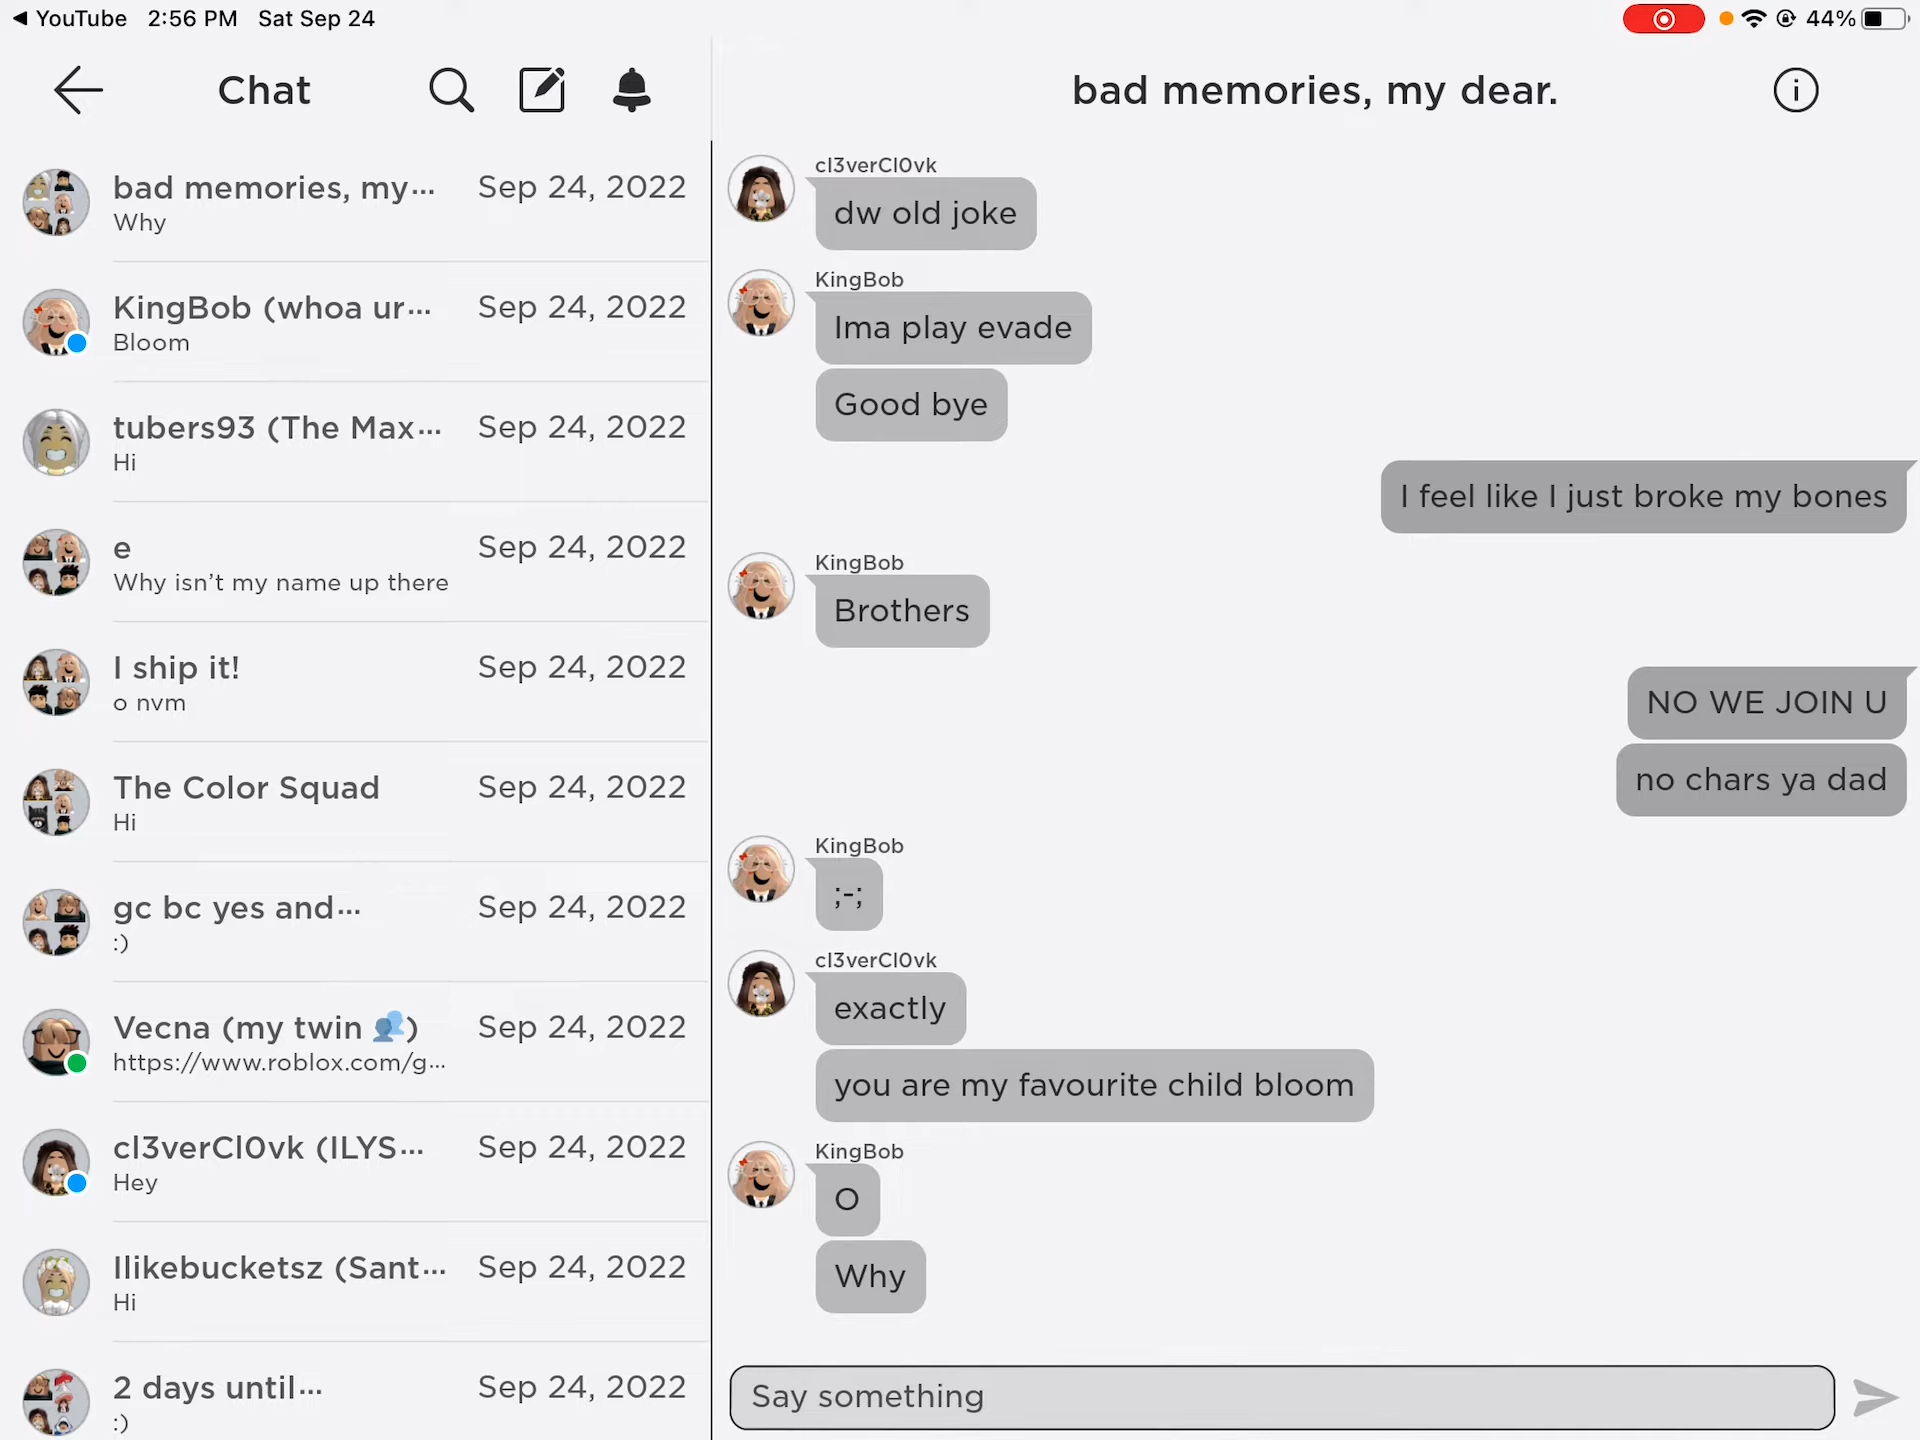 ◀ YouTube 2:56 PM Sat Sep 24
44%
Chat
bad memories, my...
Sep 24, 2022
Why
KingBob (whoa ur...
Sep 24, 2022
Bloom
tubers93 (The Max...
Sep 24, 2022
Hi
e
Sep 24, 2022
Why isn’t my name up there
I ship it!
Sep 24, 2022
o nvm
The Color Squad
Sep 24, 2022
Hi
gc bc yes and...
Sep 24, 2022
:)
Vecna (my twin 👥)
Sep 24, 2022
https://www.roblox.com/g...
cl3verCl0vk (ILYS...
Sep 24, 2022
Hey
Ilikebucketsz (Sant...
Sep 24, 2022
Hi
2 days until...
Sep 24, 2022
:)
bad memories, my dear.
cl3verCl0vk
dw old joke
KingBob
Ima play evade
Good bye
I feel like I just broke my bones
KingBob
Brothers
NO WE JOIN U
no chars ya dad
KingBob
;-;
cl3verCl0vk
exactly
you are my favourite child bloom
KingBob
O
Why
Say something